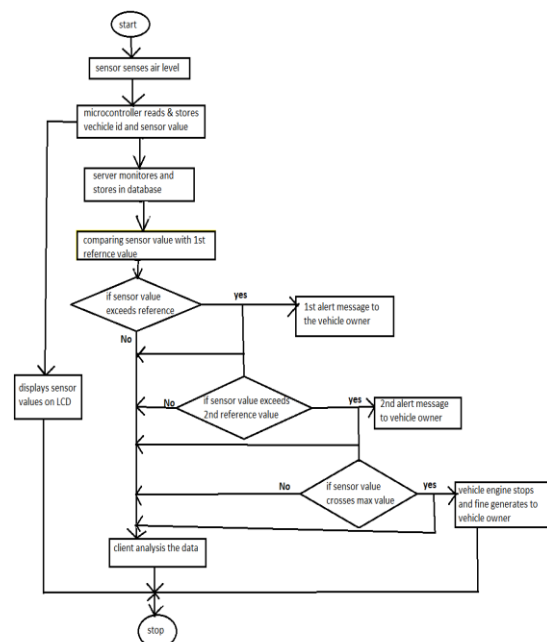 start
sensor senses air level
microcontroller reads & stores
vechicle id and sensor value
server monitores and
stores in database
comparing sensor value with 1st
refernce value
if sensor value
exceeds reference
yes
1st alert message to
the vehicle owner
No
displays sensor
values on LCD
No
if sensor value exceeds
2nd reference value
yes
2nd alert message
to vehicle owner
No
if sensor value
crosses max value
yes
vehicle engine stops
and fine generates to
vehicle owner
client analysis the data
stop